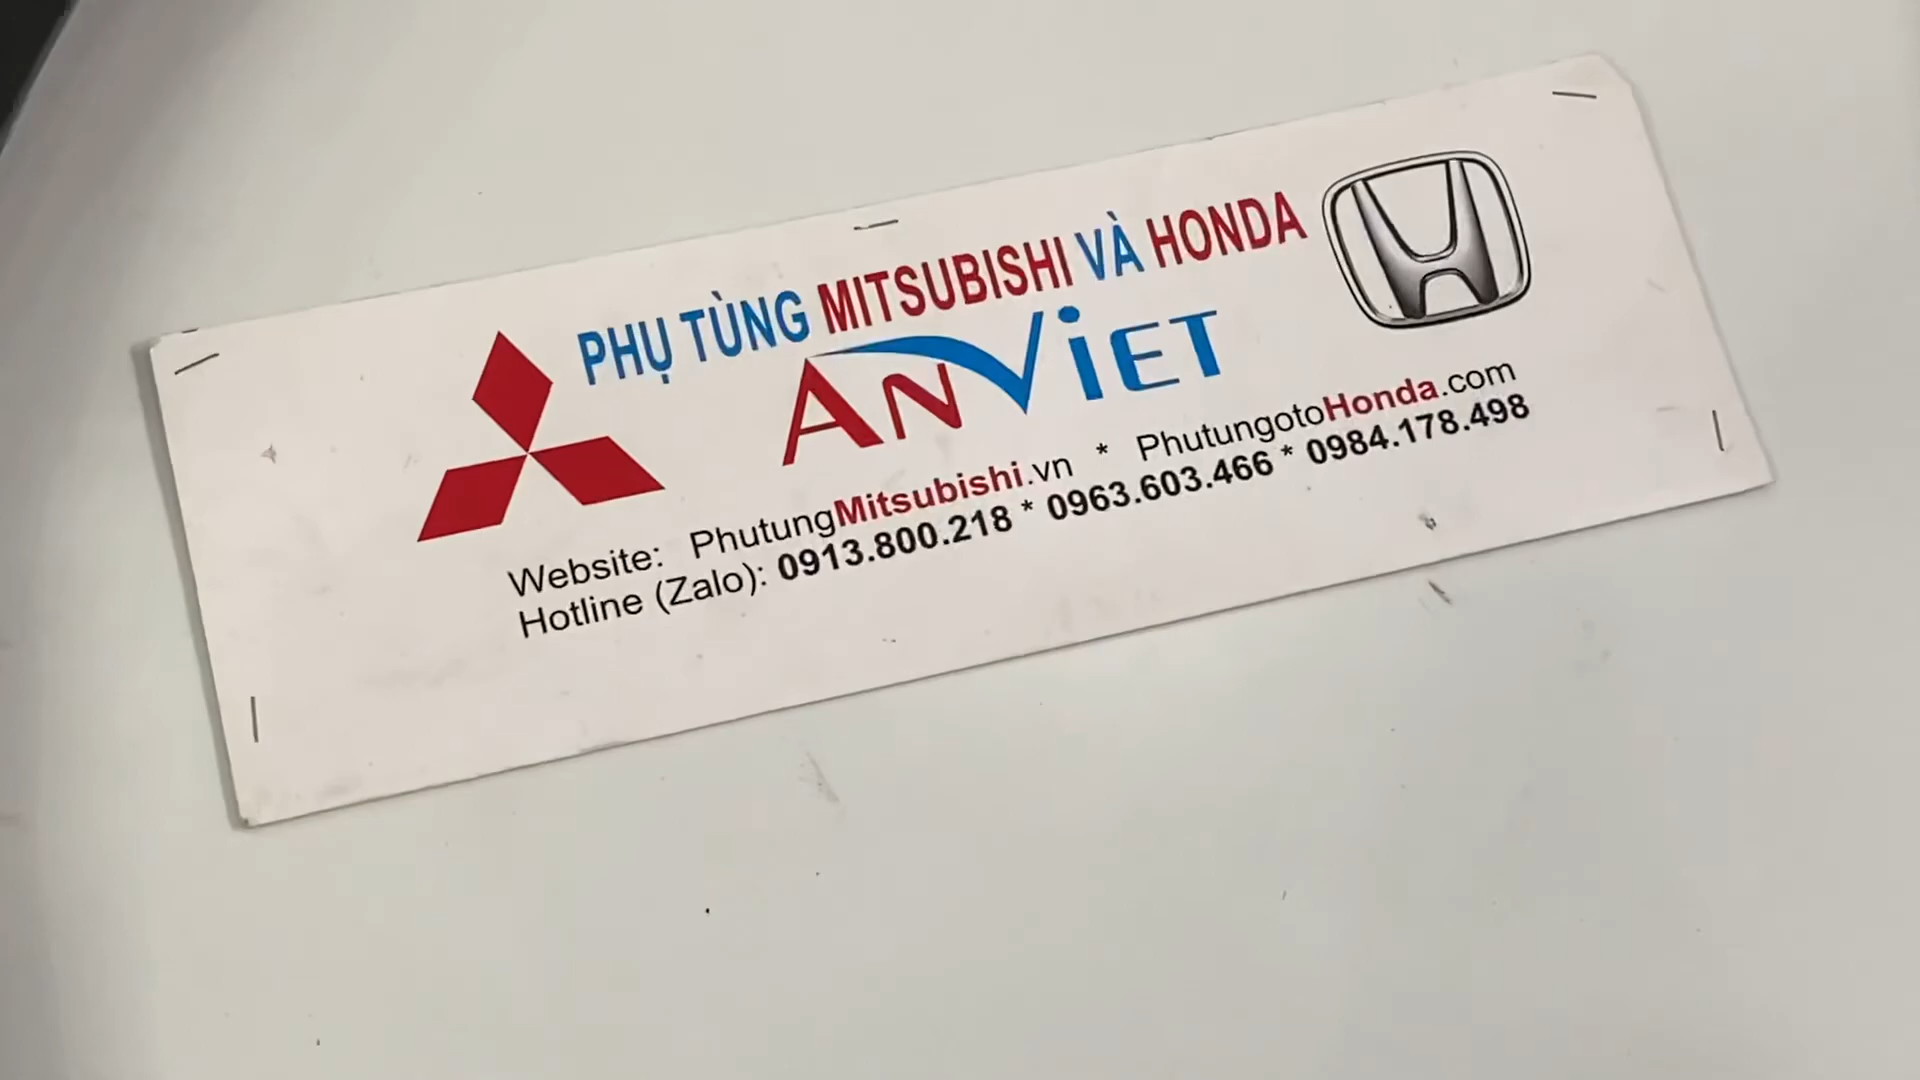 PHỤ TÙNG MITSUBISHI VÀ HONDA
ANViET
Website: PhutungMitsubishi.vn * PhutungotoHonda.com
Hotline (Zalo): 0913.800.218 * 0963.603.466 * 0984.178.498